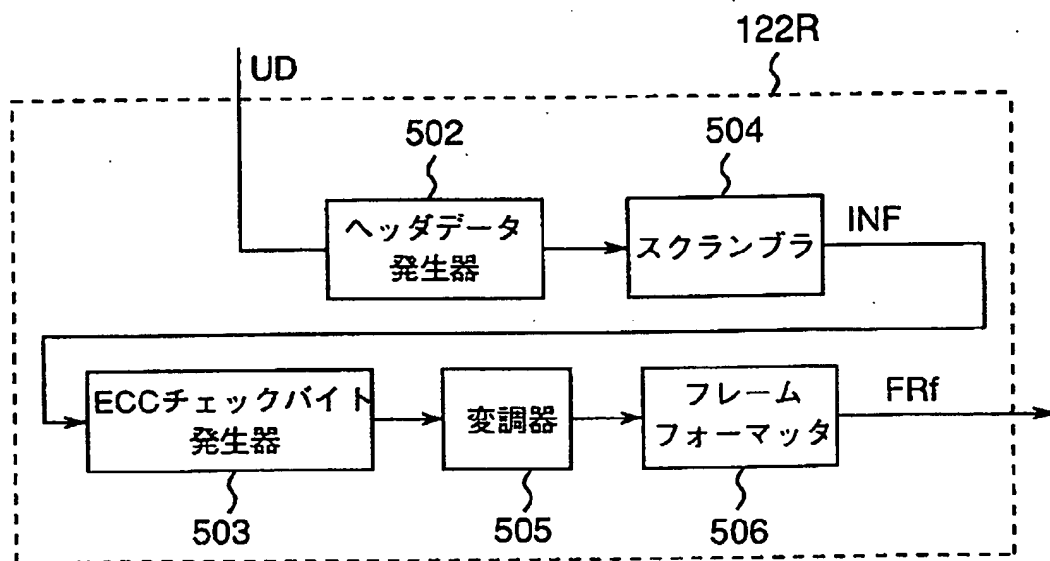 122R
UD
502
504
ヘッダデータ
発生器
スクランブラ
INF
ECCチェックバイト
発生器
変調器
フレーム
フォーマッタ
FRf
503
505
506